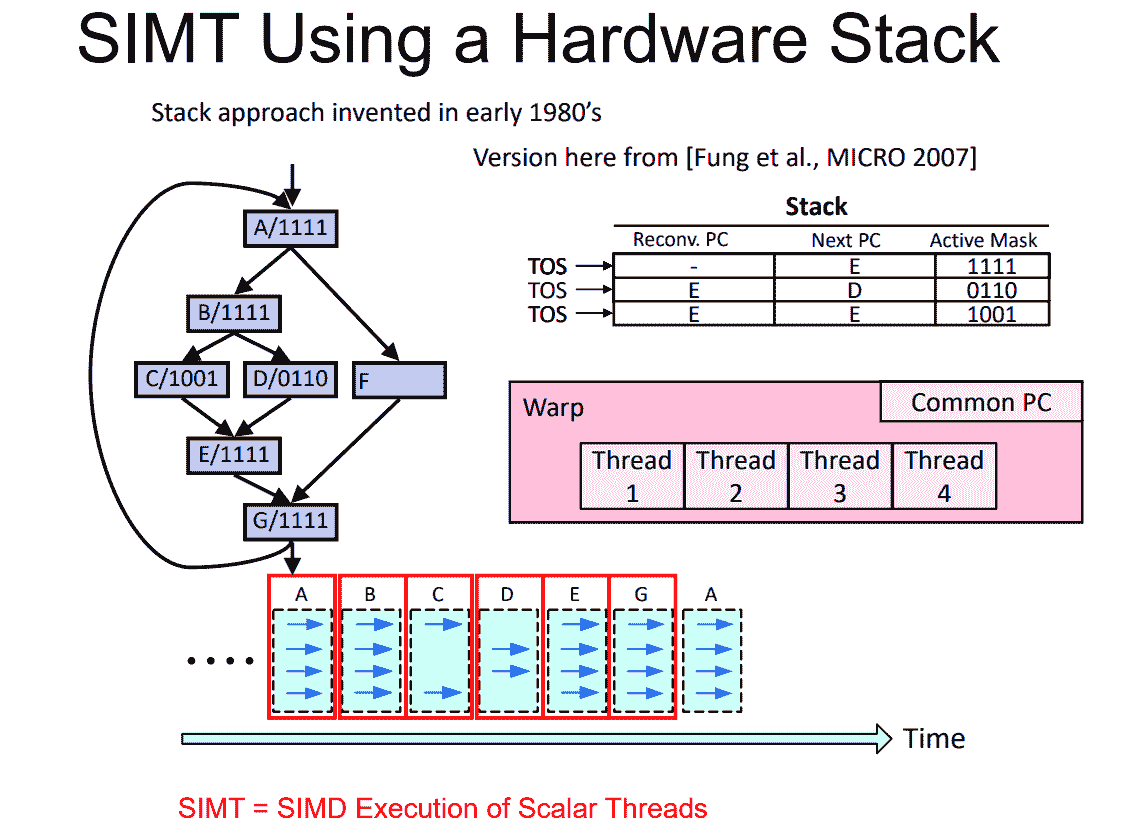 SIMT Using a Hardware Stack
Stack approach invented in early 1980's
Version here from [Fung et al., MICRO 2007]
Stack
Reconv. PC Next PC Active Mask
TOS - E 1111
TOS E D 0110
TOS E E 1001
A/1111
B/1111
C/1001 D/0110 F
E/1111
G/1111
Warp Common PC
Thread Thread Thread Thread
1 2 3 4
A B C D E G A
....
Time
SIMT = SIMD Execution of Scalar Threads